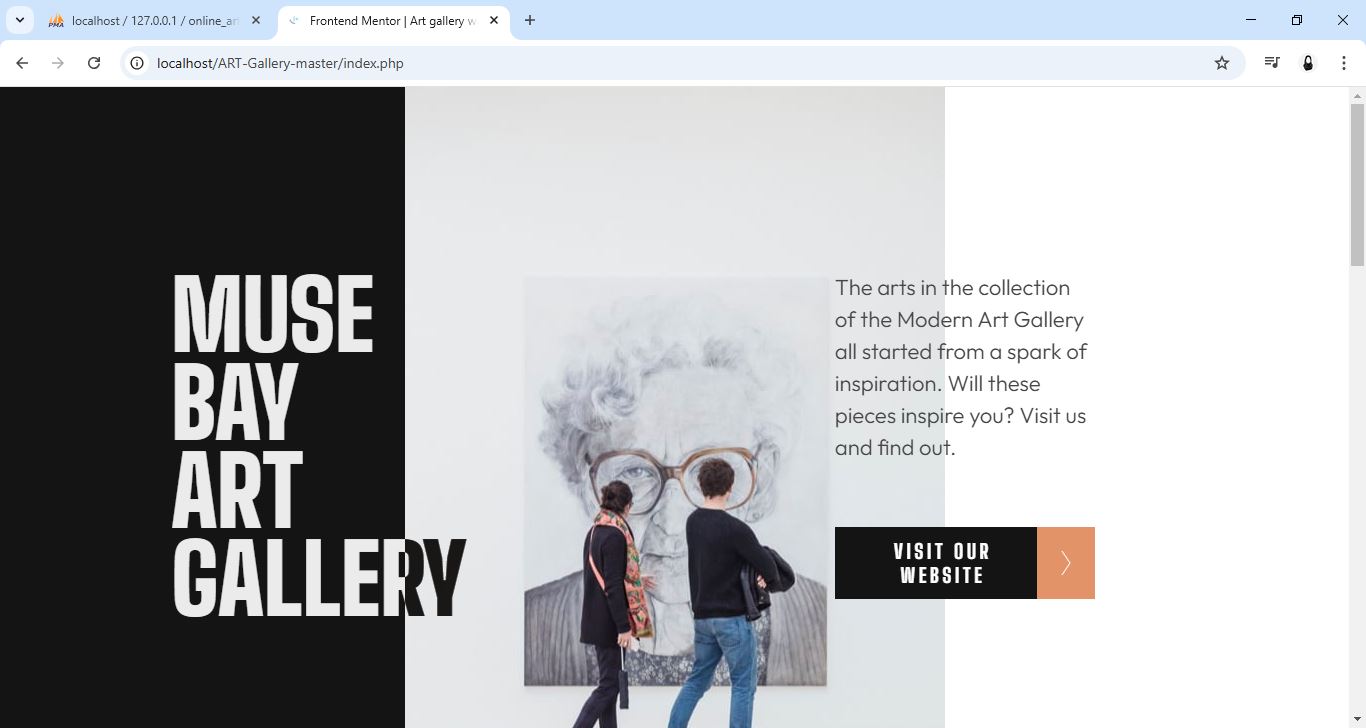 localhost / 127.0.0.1 / online_ar
Frontend Mentor | Art gallery w
localhost/ART-Gallery-master/index.php
MUSE
BAY
ART
GALLERY
The arts in the collection
of the Modern Art Gallery
all started from a spark of
inspiration. Will these
pieces inspire you? Visit us
and find out.
VISIT OUR
WEBSITE